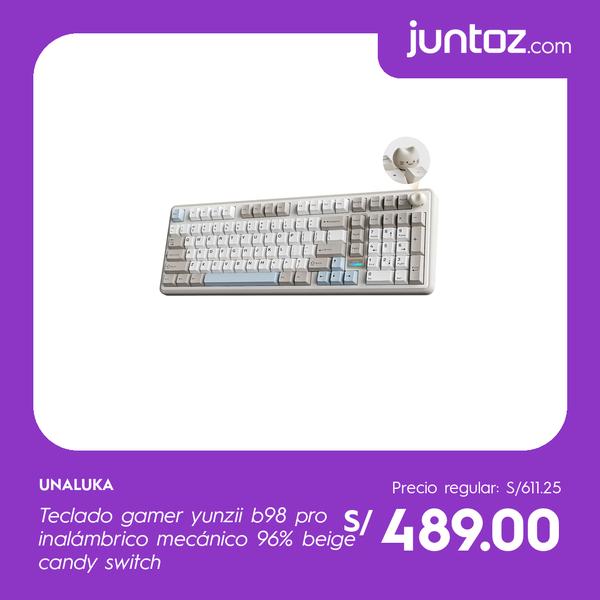 juntoz.com
UNALUKA
Teclado gamer yunzii b98 pro
inalámbrico mecánico 96% beige
candy switch
Precio regular: S/611.25
S/ 489.00